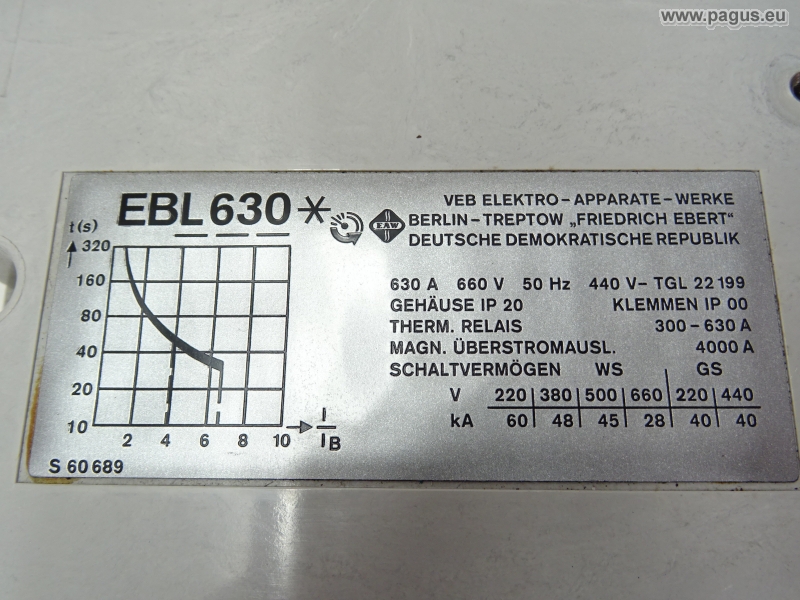 www.pagus.eu
EBL 630 *
EAW
VEB ELEKTRO-APPARATE-WERKE
BERLIN-TREPTOW „FRIEDRICH EBERT"
DEUTSCHE DEMOKRATISCHE REPUBLIK
t(s)
320
160
80
40
20
10
2 4 6 8 10 I/IB
S 60 689
630 A 660 V 50 Hz 440 V- TGL 22 199
GEHÄUSE IP 20 KLEMMEN IP 00
THERM. RELAIS 300-630 A
MAGN. ÜBERSTROMAUSL. 4000 A
SCHALTVERMÖGEN WS GS
V 220 380 500 660 220 440
kA 60 48 45 28 40 40